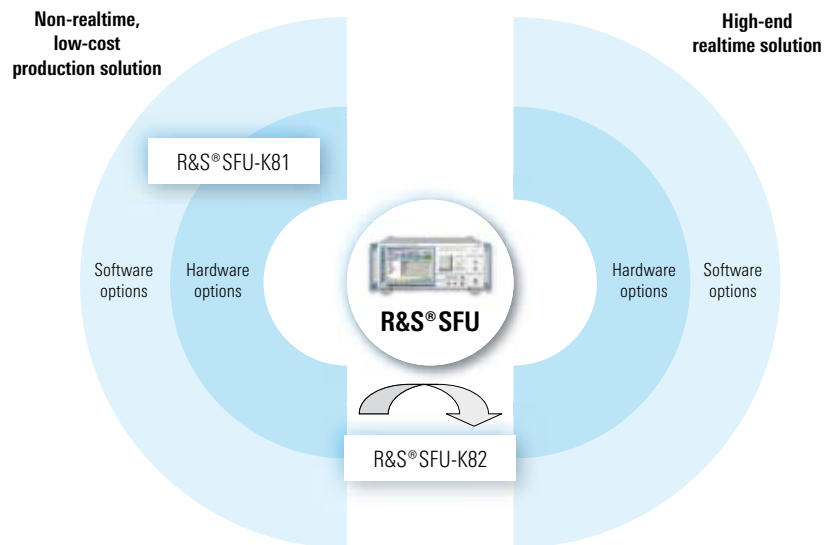 Non-realtime,
low-cost
production solution
High-end
realtime solution
R&S®SFU-K81
Software
options
Hardware
options
R&S®SFU
Hardware
options
Software
options
R&S®SFU-K82